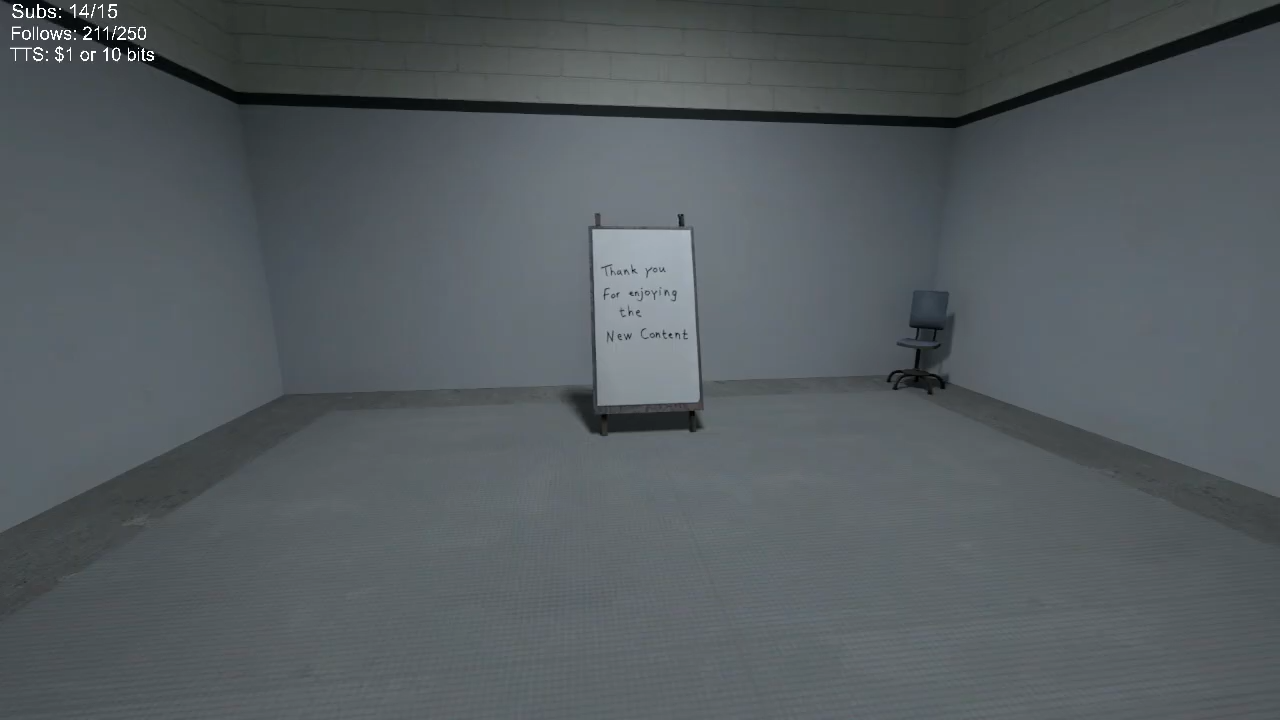 Subs: 14/15
Follows: 211/250
TTS: $1 or 10 bits
Thank you
For enjoying
the
New Content